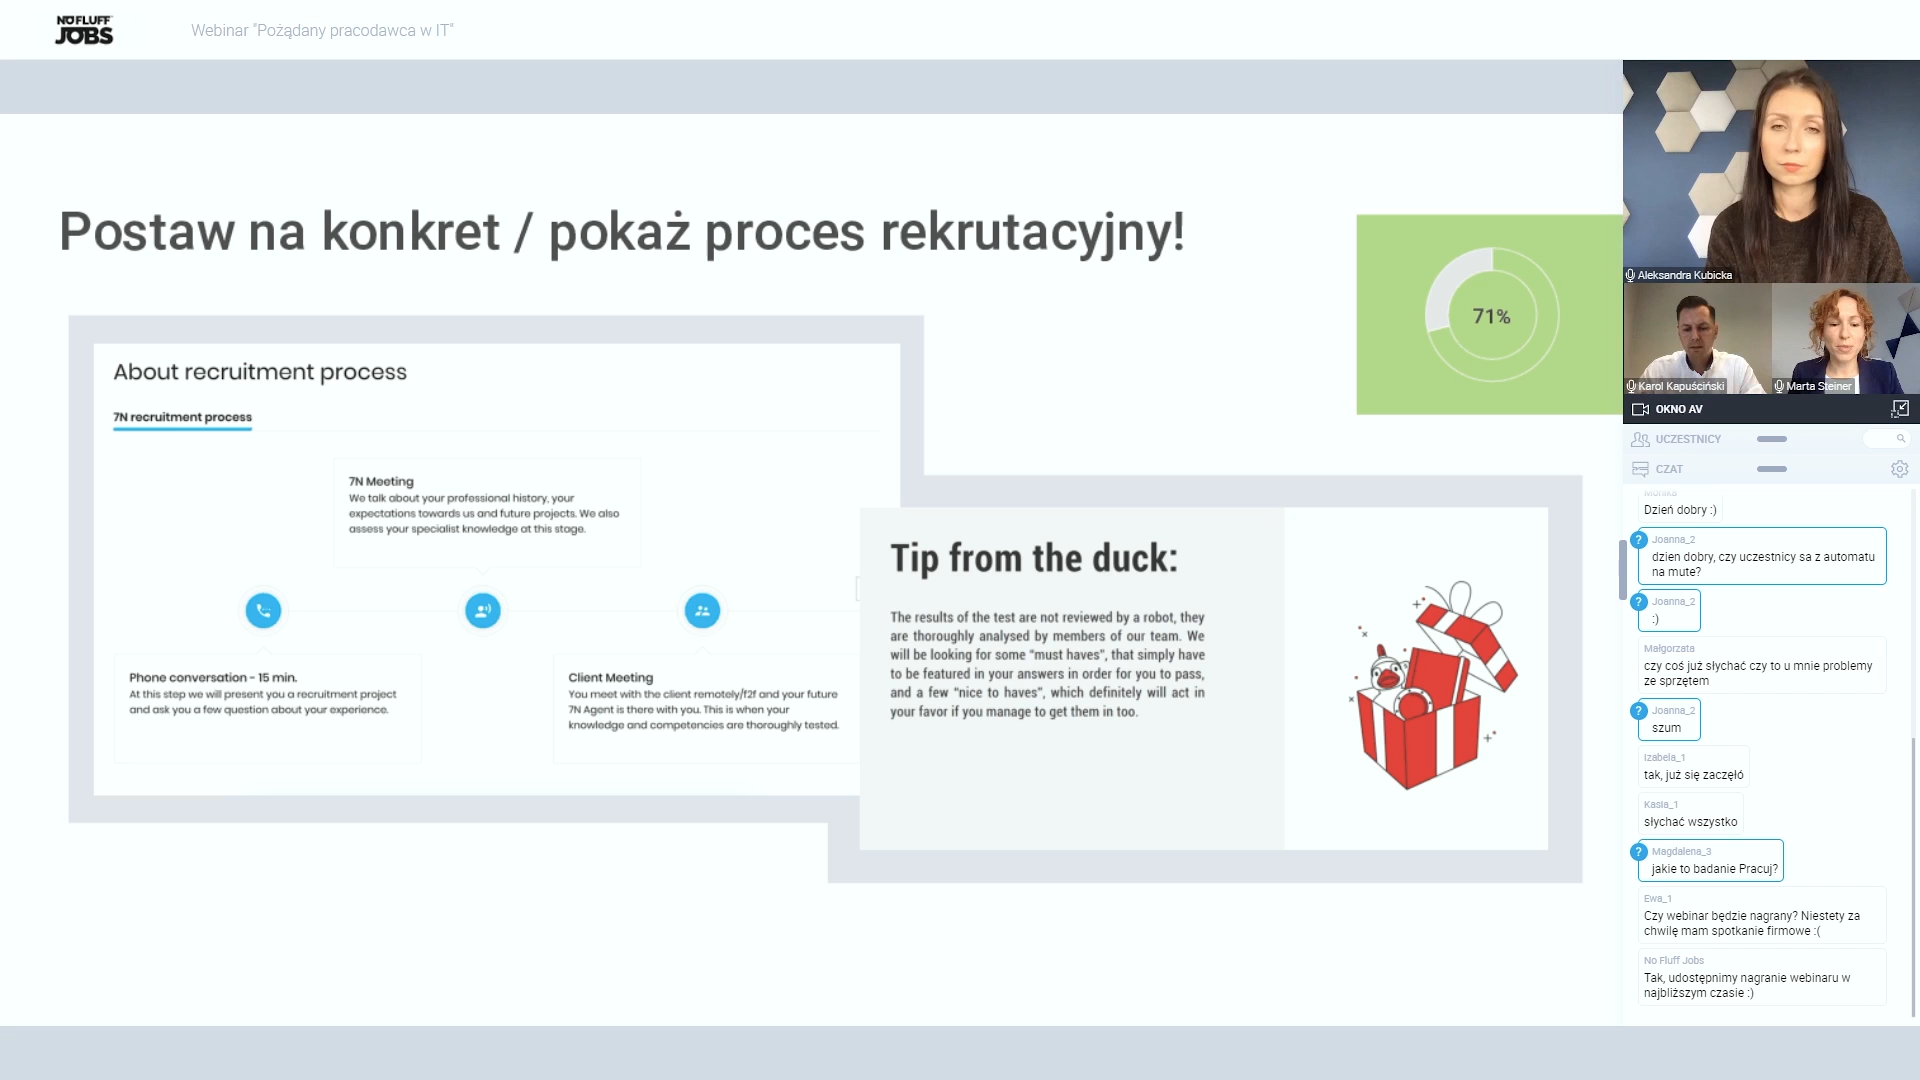 NO FLUFF
JOBS
Webinar "Pożądany pracodawca w IT"
Postaw na konkret / pokaż proces rekrutacyjny!
71%
About recruitment process
7N recruitment process
7N Meeting
We talk about your professional history, your
expectations towards us and future projects. We also
assess your specialist knowledge at this stage.
Phone conversation - 15 min.
At this step we will present you a recruitment project
and ask you a few question about your experience.
Client Meeting
You meet with the client remotely/f2f and your future
7N Agent is there with you. This is when your
knowledge and competencies are thoroughly tested.
Tip from the duck:
The results of the test are not reviewed by a robot, they
are thoroughly analysed by members of our team. We
will be looking for some “must haves”, that simply have
to be featured in your answers in order for you to pass,
and a few “nice to haves”, which definitely will act in
your favor if you manage to get them in too.
Aleksandra Kubicka
Karol Kapuściński
Marta Steiner
OKNO AV
UCZESTNICY
CZAT
Monika
Dzień dobry :)
?
Joanna_2
dzien dobry, czy uczestnicy sa z automatu
na mute?
?
Joanna_2
:)
Małgorzata
czy coś już słychać czy to u mnie problemy
ze sprzętem
?
Joanna_2
szum
Izabela_1
tak, już się zaczęłó
Kasia_1
słychać wszystko
?
Magdalena_3
jakie to badanie Pracuj?
Ewa_1
Czy webinar będzie nagrany? Niestety za
chwilę mam spotkanie firmowe :(
No Fluff Jobs
Tak, udostępnimy nagranie webinaru w
najbliższym czasie :)